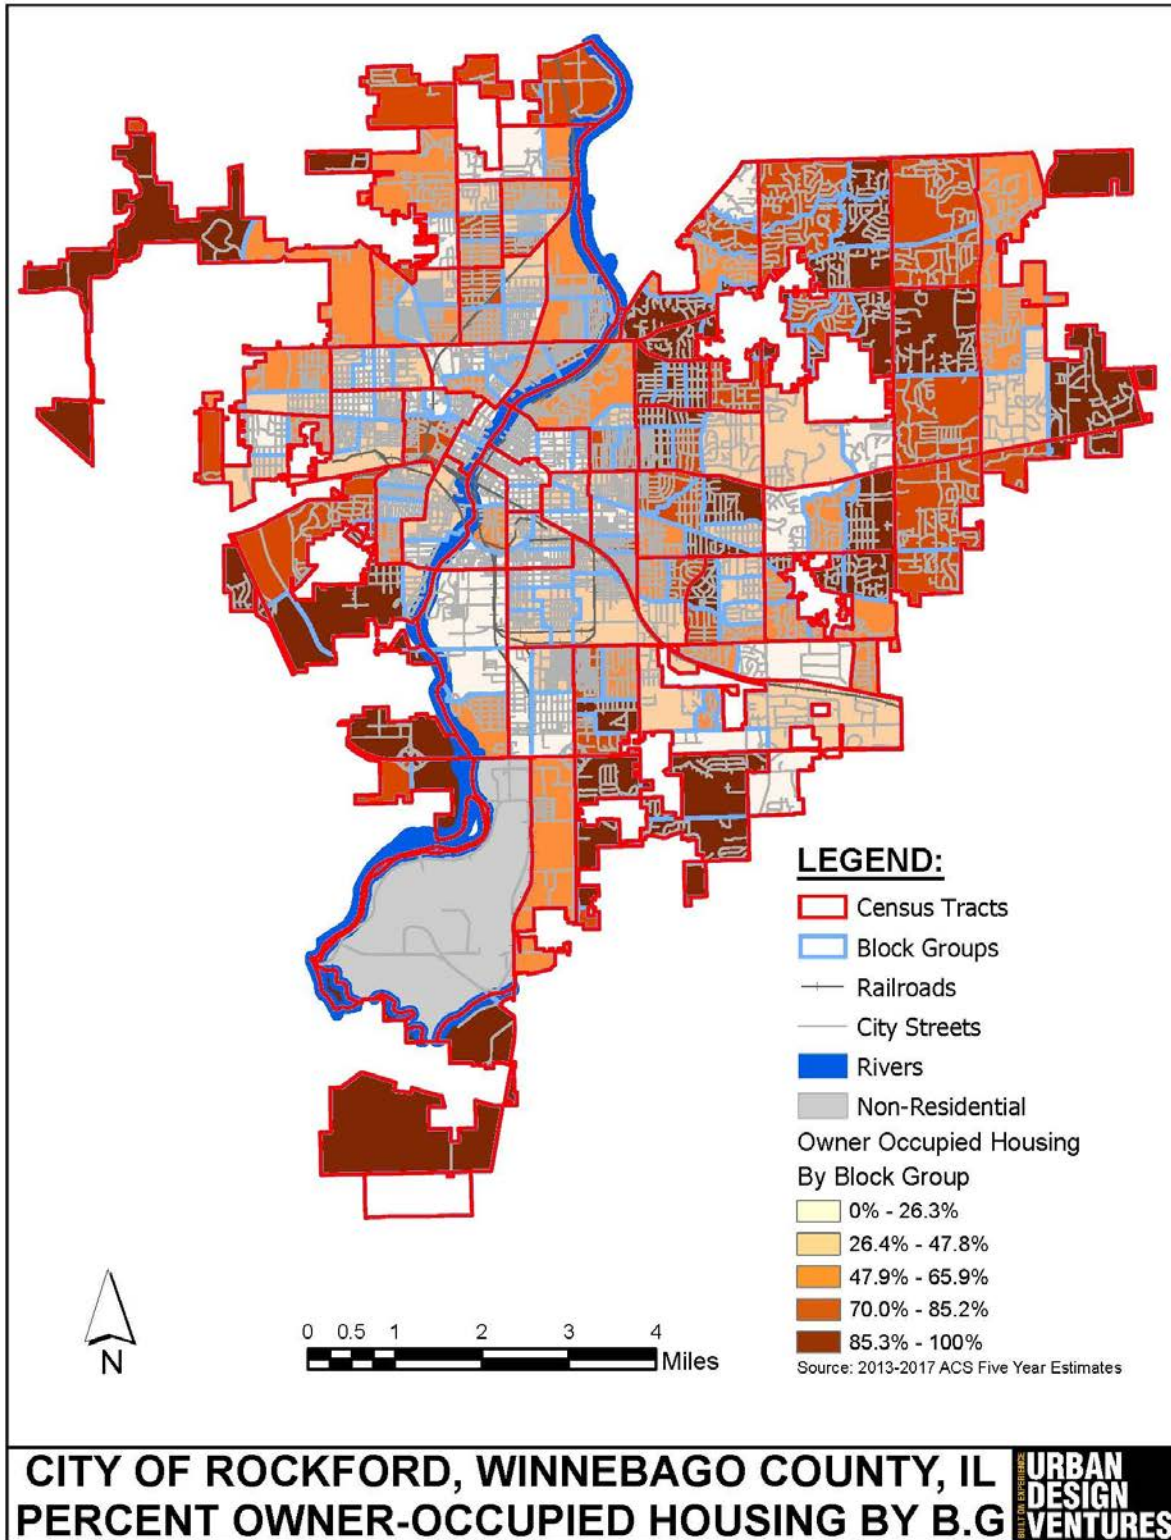 LEGEND:
Census Tracts
Block Groups
Railroads
City Streets
Rivers
Non-Residential
Owner Occupied Housing
By Block Group
0% - 26.3%
26.4% - 47.8%
47.9% - 65.9%
70.0% - 85.2%
85.3% - 100%
Source: 2013-2017 ACS Five Year Estimates
N
0 0.5 1 2 3 4
Miles
CITY OF ROCKFORD, WINNEBAGO COUNTY, IL
PERCENT OWNER-OCCUPIED HOUSING BY B.G
BUILT ON EXPERIENCE
URBAN
DESIGN
VENTURES